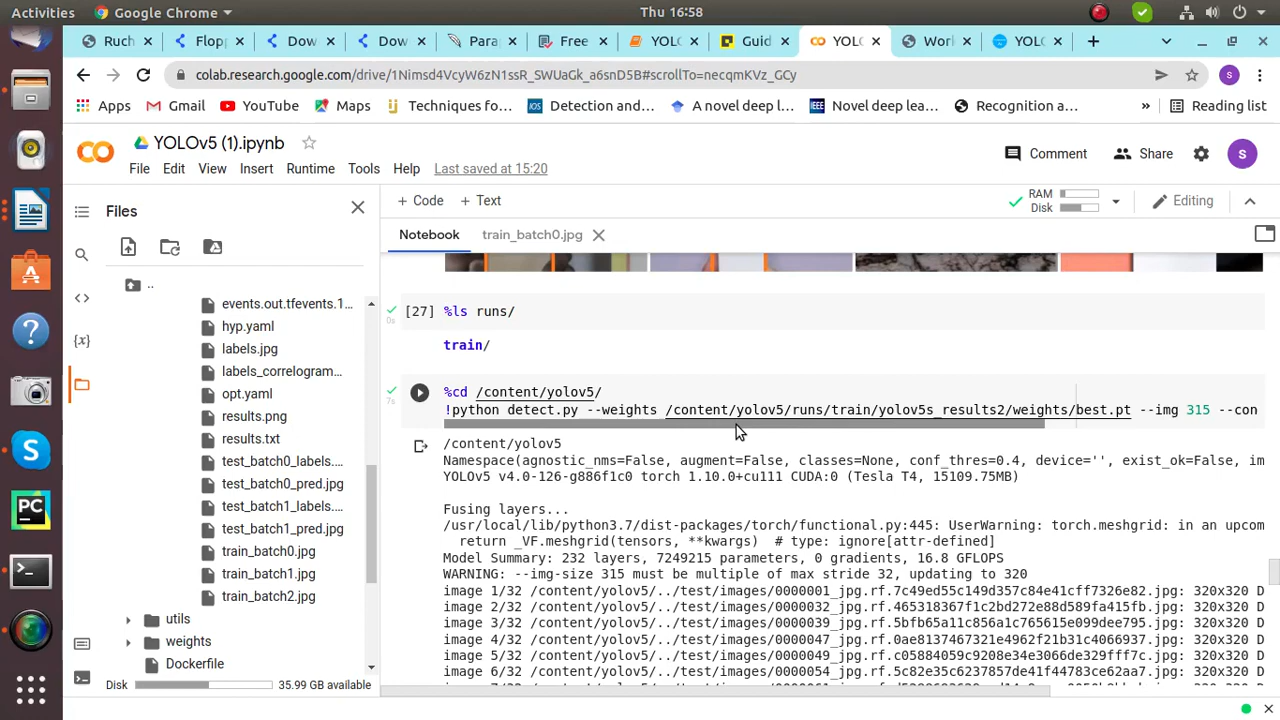 Activities Google Chrome Thu 16:58
Ruch Flopp Dow Dow Para Free YOLO Guid YOLO Work YOLO
colab.research.google.com/drive/1Nimsd4VcyW6zN1ssR_SWUaGk_a6snD5B#scrollTo=necqmKVz_GCy S
Apps Gmail YouTube Maps Techniques fo... Detection and... A novel deep l... Novel deep lea... Recognition a... » Reading list
YOLOv5 (1).ipynb
File Edit View Insert Runtime Tools Help Last saved at 15:20
Comment Share S
Files
+ Code + Text RAM Disk Editing
Notebook train_batch0.jpg
..
events.out.tfevents.1...
hyp.yaml
labels.jpg
labels_correlogram...
opt.yaml
results.png
results.txt
test_batch0_labels....
test_batch0_pred.jpg
test_batch1_labels....
test_batch1_pred.jpg
train_batch0.jpg
train_batch1.jpg
train_batch2.jpg
utils
weights
Dockerfile
Disk 35.99 GB available
[27] %ls runs/
0s
train/
%cd /content/yolov5/
7s
!python detect.py --weights /content/yolov5/runs/train/yolov5s_results2/weights/best.pt --img 315 --con
/content/yolov5
Namespace(agnostic_nms=False, augment=False, classes=None, conf_thres=0.4, device='', exist_ok=False, im
YOLOv5 v4.0-126-g886f1c0 torch 1.10.0+cu111 CUDA:0 (Tesla T4, 15109.75MB)
Fusing layers...
/usr/local/lib/python3.7/dist-packages/torch/functional.py:445: UserWarning: torch.meshgrid: in an upcom
return _VF.meshgrid(tensors, **kwargs) # type: ignore[attr-defined]
Model Summary: 232 layers, 7249215 parameters, 0 gradients, 16.8 GFLOPS
WARNING: --img-size 315 must be multiple of max stride 32, updating to 320
image 1/32 /content/yolov5/../test/images/0000001_jpg.rf.7c49ed55c149d357c84e41cff7326e82.jpg: 320x320 D
image 2/32 /content/yolov5/../test/images/0000032_jpg.rf.465318367f1c2bd272e88d589fa415fb.jpg: 320x320 D
image 3/32 /content/yolov5/../test/images/0000039_jpg.rf.5bfb65a11c856a1c765615e099dee795.jpg: 320x320 D
image 4/32 /content/yolov5/../test/images/0000047_jpg.rf.0ae8137467321e4962f21b31c4066937.jpg: 320x320 D
image 5/32 /content/yolov5/../test/images/0000049_jpg.rf.c05884059c9208e34e3066de329fff7c.jpg: 320x320 D
image 6/32 /content/yolov5/../test/images/0000054_jpg.rf.5c82e35c6237857de41f44783ce62aa7.jpg: 320x320 D